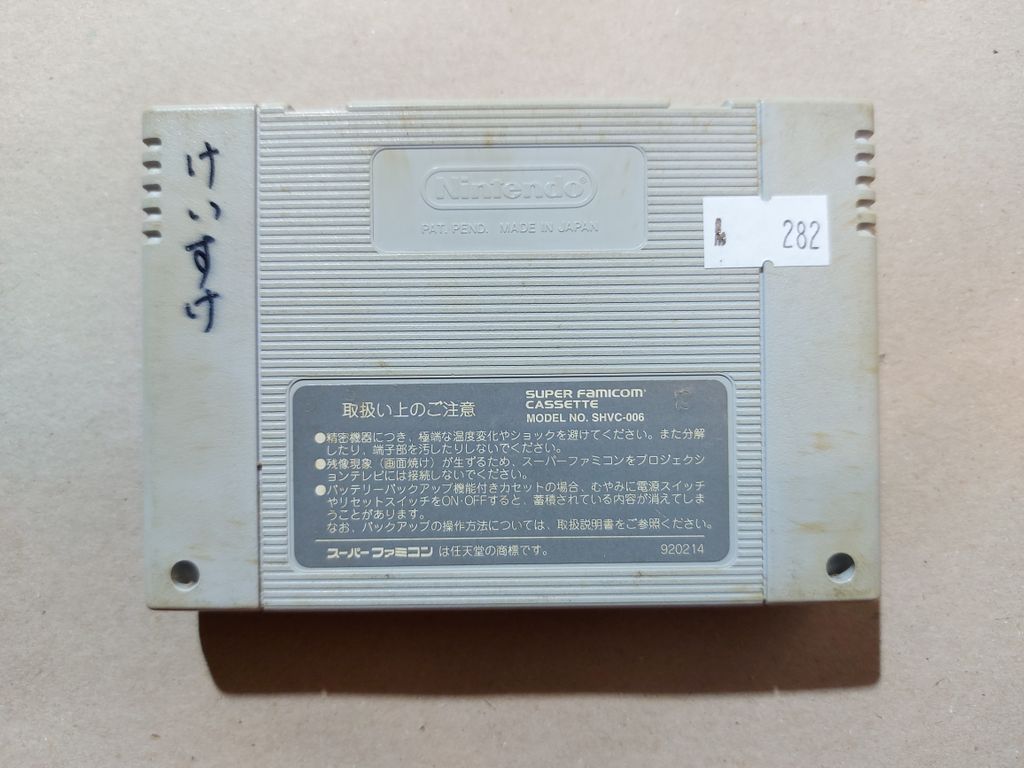 けいすけ
Nintendo®
PAT. PEND. MADE IN JAPAN
282
取扱い上のご注意
SUPER FAMICOM
CASSETTE
MODEL NO. SHVC-006
●精密機器につき、極端な温度変化やショックを避けてください。また分解
したり、端子部を汚したりしないでください。
●残像現象(画面焼け)が生ずるため、スーパーファミコンをプロジェクシ
ョンテレビには接続しないでください。
●バッテリーバックアップ機能付きカセットの場合、むやみに電源スイッチ
やリセットスイッチをON・OFFすると、蓄積されている内容が消えてしま
うことがあります。
なお、バックアップの操作方法については、取扱説明書をご参照ください。
スーパーファミコン は任天堂の商標です。
920214